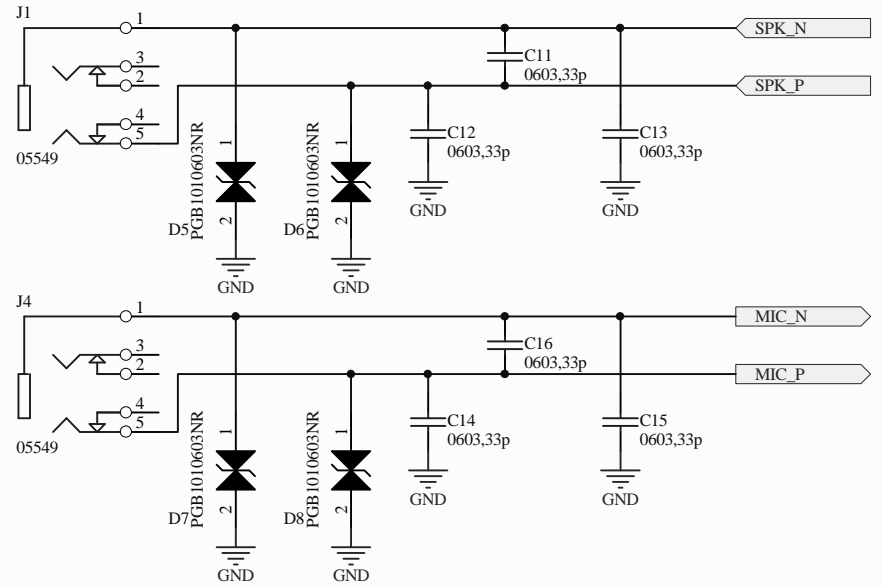 J1
1
SPK_N
3
C11
0603,33p
2
SPK_P
4
C12
0603,33p
C13
0603,33p
5
05549
1
PGB1010603NR
2
D5
1
PGB1010603NR
2
D6
GND
GND
GND
GND
J4
1
MIC_N
3
C16
0603,33p
2
MIC_P
4
C14
0603,33p
C15
0603,33p
5
05549
1
PGB1010603NR
2
D7
1
PGB1010603NR
2
D8
GND
GND
GND
GND